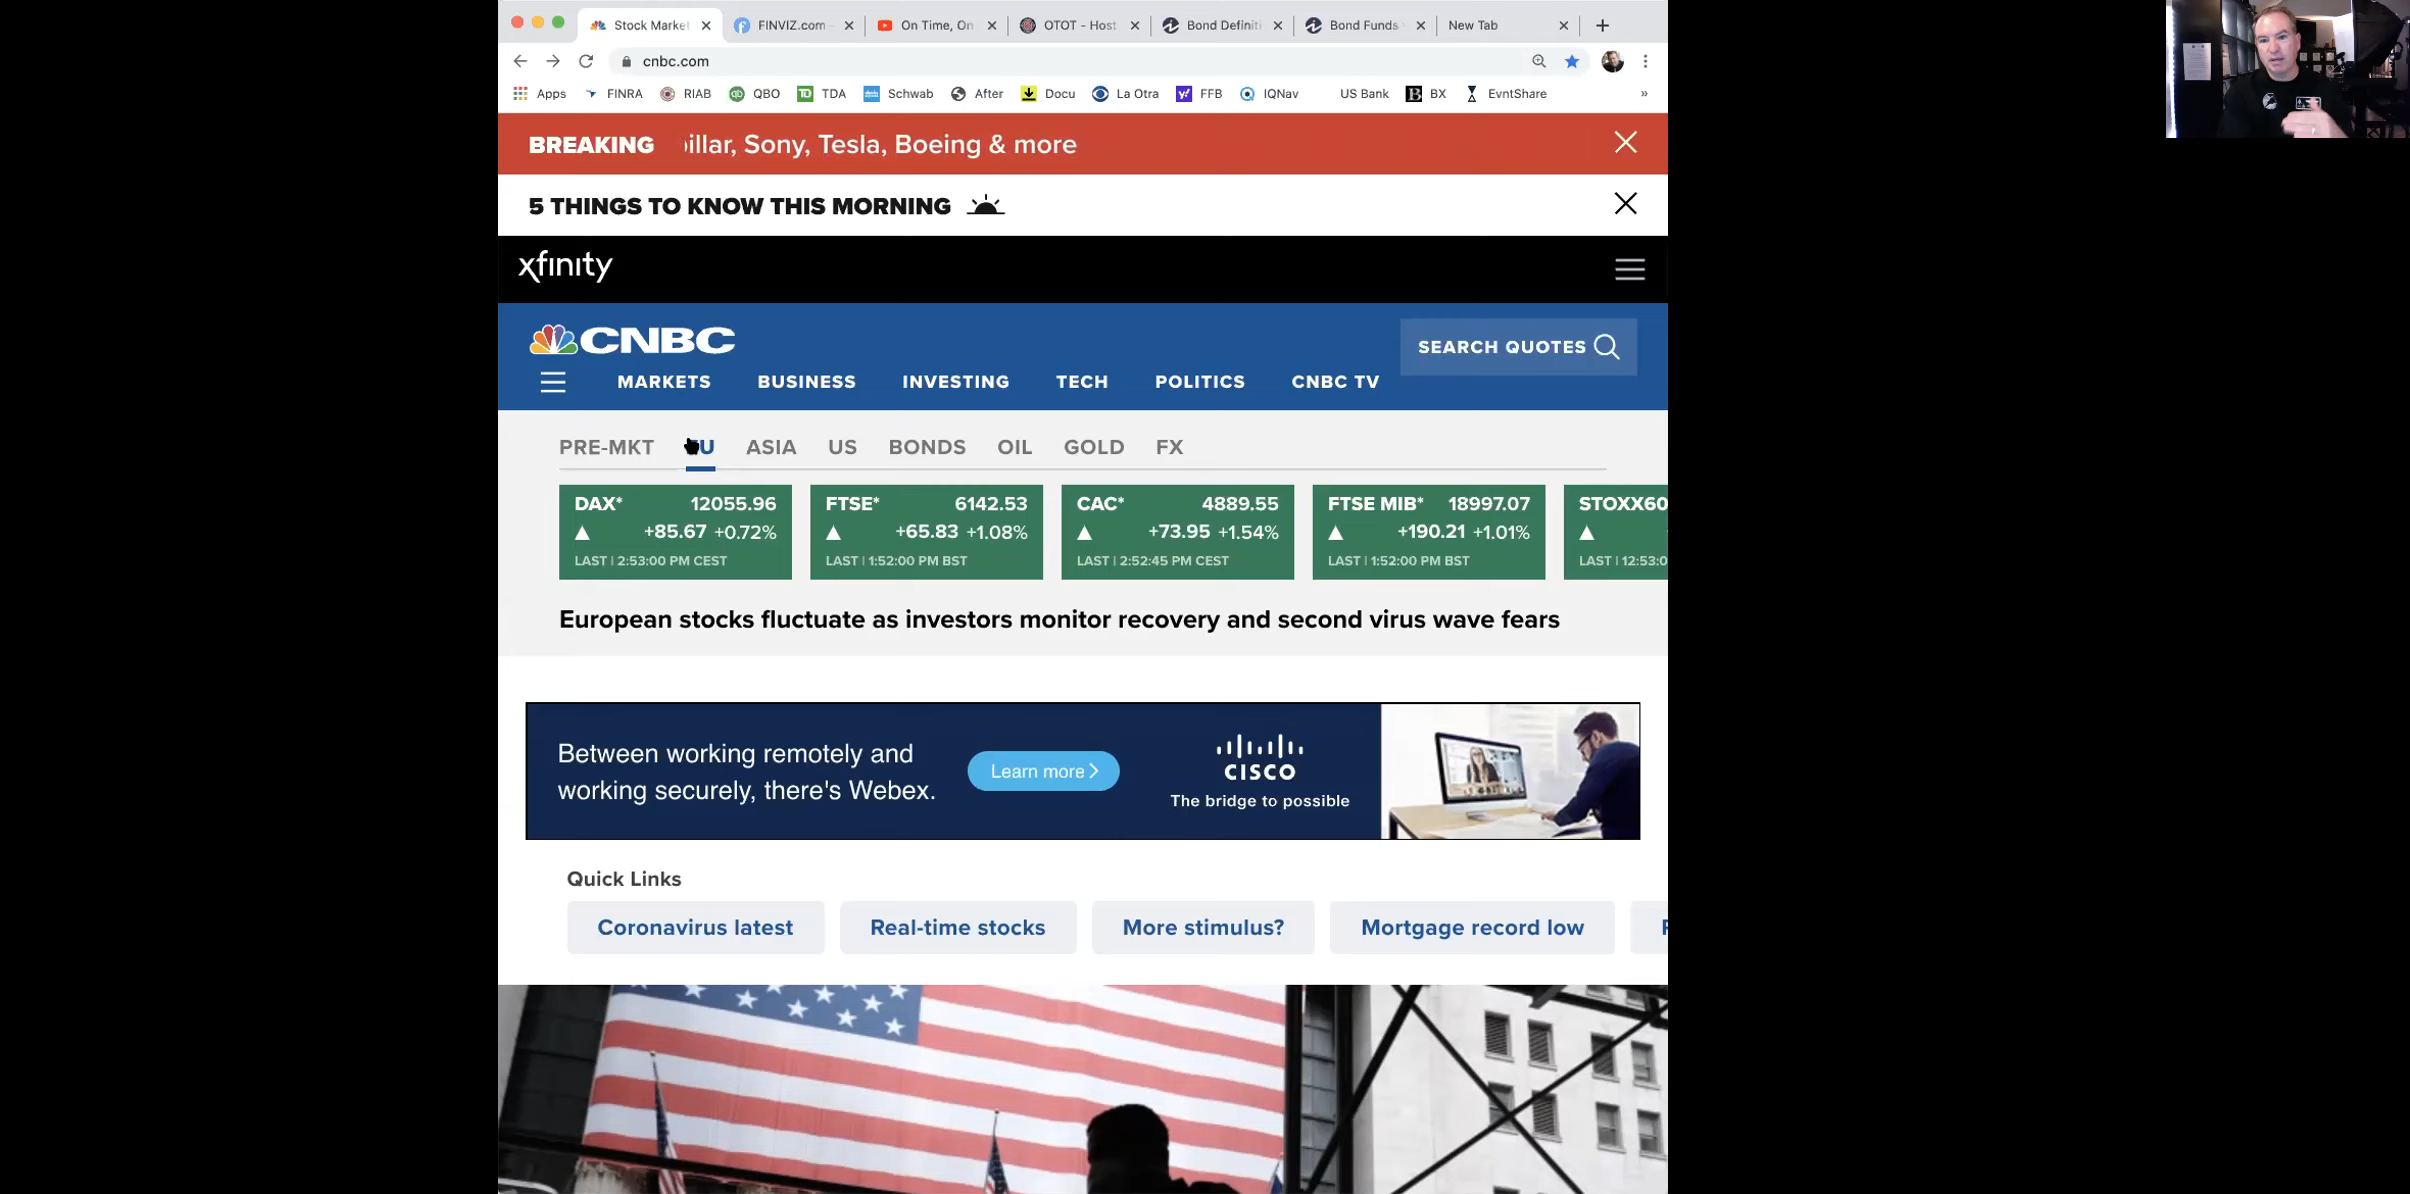 Stock Market
FINVIZ.com -
On Time, On
OTOT - Host
Bond Definiti
Bond Funds
New Tab
cnbc.com
Apps FINRA RIAB QBO TDA Schwab After Docu La Otra FFB IQNav US Bank BX EvntShare »
BREAKING illar, Sony, Tesla, Boeing & more
5 THINGS TO KNOW THIS MORNING
xfinity
CNBC
SEARCH QUOTES
MARKETS BUSINESS INVESTING TECH POLITICS CNBC TV
PRE-MKT EU ASIA US BONDS OIL GOLD FX
DAX* 12055.96
+85.67 +0.72%
LAST | 2:53:00 PM CEST
FTSE* 6142.53
+65.83 +1.08%
LAST | 1:52:00 PM BST
CAC* 4889.55
+73.95 +1.54%
LAST | 2:52:45 PM CEST
FTSE MIB* 18997.07
+190.21 +1.01%
LAST | 1:52:00 PM BST
STOXX60
LAST | 12:53:0
European stocks fluctuate as investors monitor recovery and second virus wave fears
Between working remotely and
working securely, there's Webex.
Learn more
CISCO
The bridge to possible
Quick Links
Coronavirus latest
Real-time stocks
More stimulus?
Mortgage record low